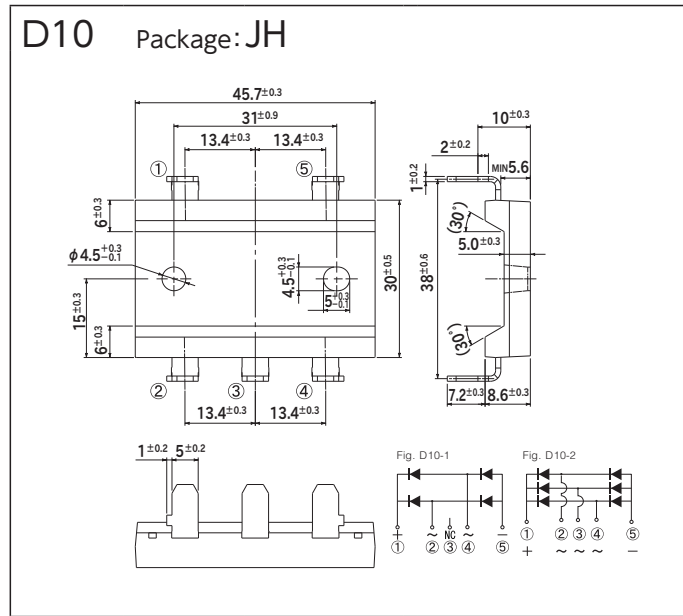 D10 Package: JH
45.7±0.3
31±0.9
13.4±0.3 13.4±0.3
① ⑤
6±0.3
φ4.5+0.3-0.1
4.5+0.3-0.1
5+0.3-0.1
30±0.5
15±0.3
6±0.3
② ③ ④
13.4±0.3 13.4±0.3
10±0.3
2±0.2
MIN5.6
1±0.2
(30°)
5.0±0.3
38±0.6
(30°)
7.2±0.3 8.6±0.3
1±0.2 5±0.2
Fig. D10-1
+ ~ NC ~ −
① ② ③ ④ ⑤
Fig. D10-2
① ② ③ ④ ⑤
+ ~ ~ ~ −